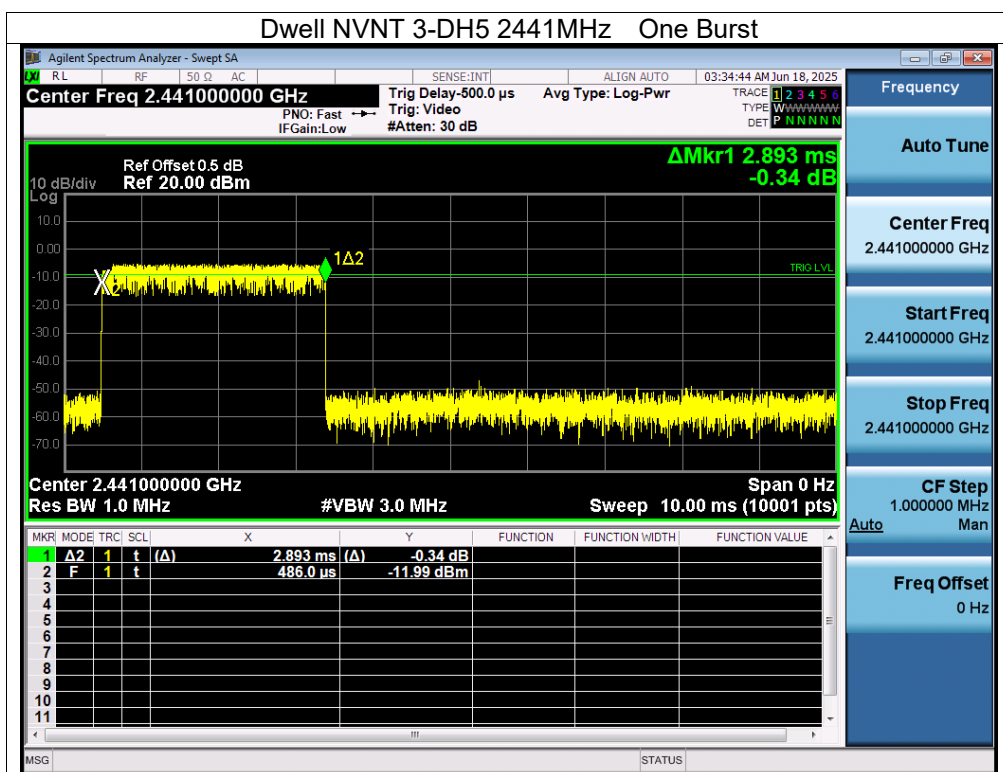 Dwell NVNT 3-DH5 2441MHz One Burst
Agilent Spectrum Analyzer - Swept SA
LXI RL RF 50 Ω AC SENSE:INT ALIGN AUTO 03:34:44 AM Jun 18, 2025
Center Freq 2.441000000 GHz Trig Delay-500.0 µs Avg Type: Log-Pwr TRACE 1 2 3 4 5 6
PNO: Fast Trig: Video TYPE WWWWWW
IFGain:Low #Atten: 30 dB DET P N N N N N
ΔMkr1 2.893 ms
-0.34 dB
Ref Offset 0.5 dB
10 dB/div Ref 20.00 dBm
Log
10.0
0.00
-10.0
-20.0
-30.0
-40.0
-50.0
-60.0
-70.0
1Δ2
2
TRIG LVL
Center 2.441000000 GHz Span 0 Hz
Res BW 1.0 MHz #VBW 3.0 MHz Sweep 10.00 ms (10001 pts)
MKR MODE TRC SCL X Y FUNCTION FUNCTION WIDTH FUNCTION VALUE
1 Δ2 1 t (Δ) 2.893 ms (Δ) -0.34 dB
2 F 1 t 486.0 µs -11.99 dBm
3
4
5
6
7
8
9
10
11
MSG STATUS
Frequency
Auto Tune
Center Freq
2.441000000 GHz
Start Freq
2.441000000 GHz
Stop Freq
2.441000000 GHz
CF Step
1.000000 MHz
Auto Man
Freq Offset
0 Hz